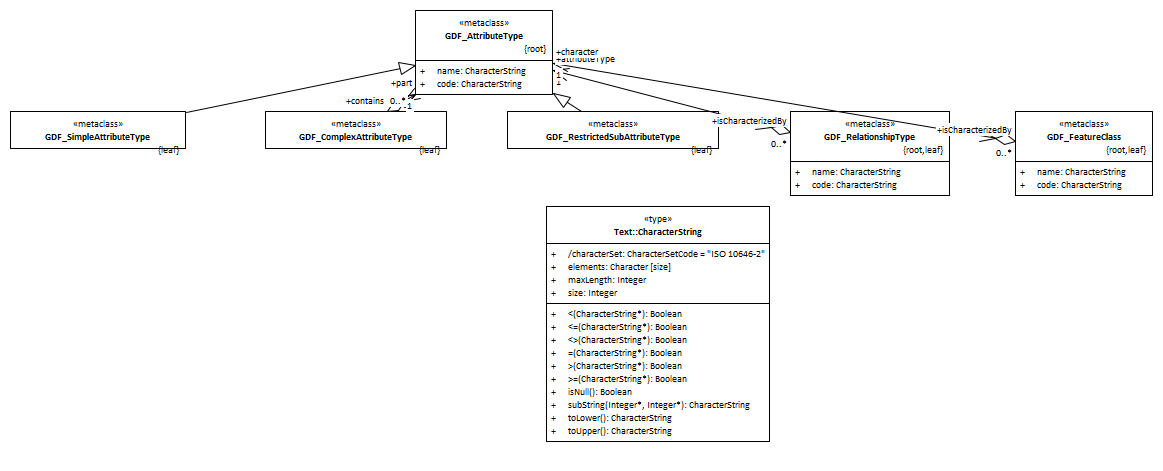 «metaclass»
GDF_AttributeType
{root}
+ name: CharacterString
+ code: CharacterString
+character
+attributeType
1
1
+part
+contains 0..*
1
«metaclass»
GDF_SimpleAttributeType
{leaf}
«metaclass»
GDF_ComplexAttributeType
{leaf}
«metaclass»
GDF_RestrictedSubAttributeType
{leaf}
+isCharacterizedBy
0..*
«metaclass»
GDF_RelationshipType
{root,leaf}
+ name: CharacterString
+ code: CharacterString
+isCharacterizedBy
0..*
«metaclass»
GDF_FeatureClass
{root,leaf}
+ name: CharacterString
+ code: CharacterString
«type»
Text::CharacterString
+ /characterSet: CharacterSetCode = "ISO 10646-2"
+ elements: Character [size]
+ maxLength: Integer
+ size: Integer
+ <(CharacterString*): Boolean
+ <=(CharacterString*): Boolean
+ <>(CharacterString*): Boolean
+ =(CharacterString*): Boolean
+ >(CharacterString*): Boolean
+ >=(CharacterString*): Boolean
+ isNull(): Boolean
+ subString(Integer*, Integer*): CharacterString
+ toLower(): CharacterString
+ toUpper(): CharacterString